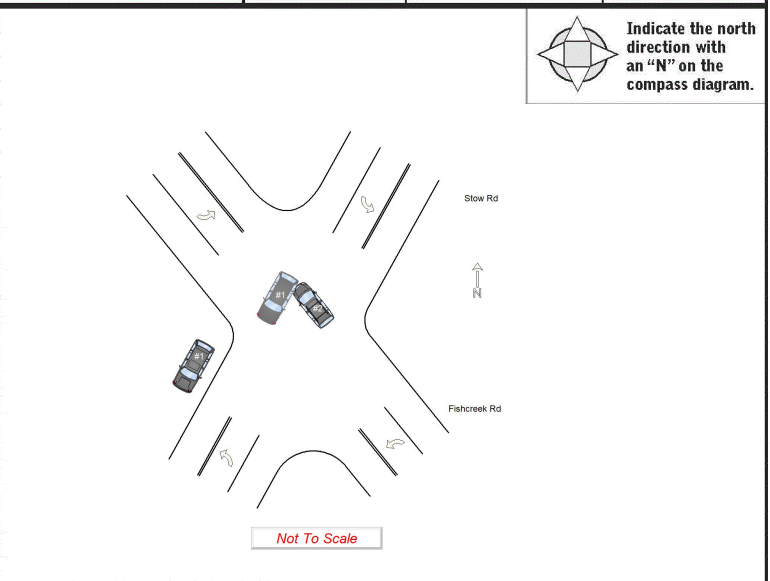 Indicate the north
direction with
an “N” on the
compass diagram.
Stow Rd
N
#1
#2
#1
Fishcreek Rd
Not To Scale